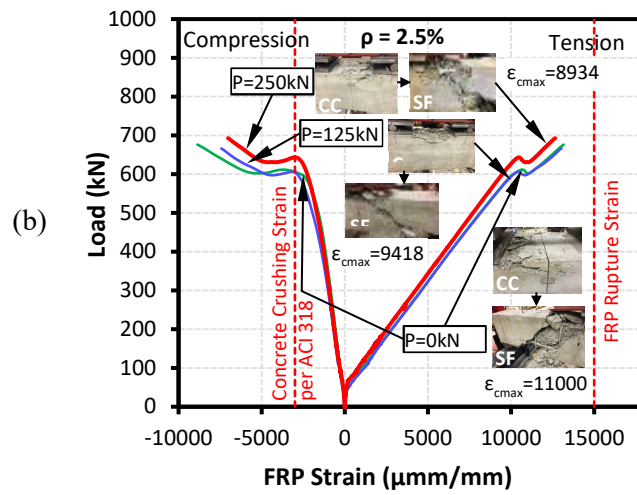 (b)
Load (kN)
1000
900
800
700
600
500
400
300
200
100
0
Compression
ρ = 2.5%
Tension
P=250kN
P=125kN
P=0kN
CC
SF
εcmax=8934
SF
εcmax=9418
CC
SF
εcmax=11000
Concrete Crushing Strain
per ACI 318
FRP Rupture Strain
-10000 -5000 0 5000 10000 15000
FRP Strain (µmm/mm)